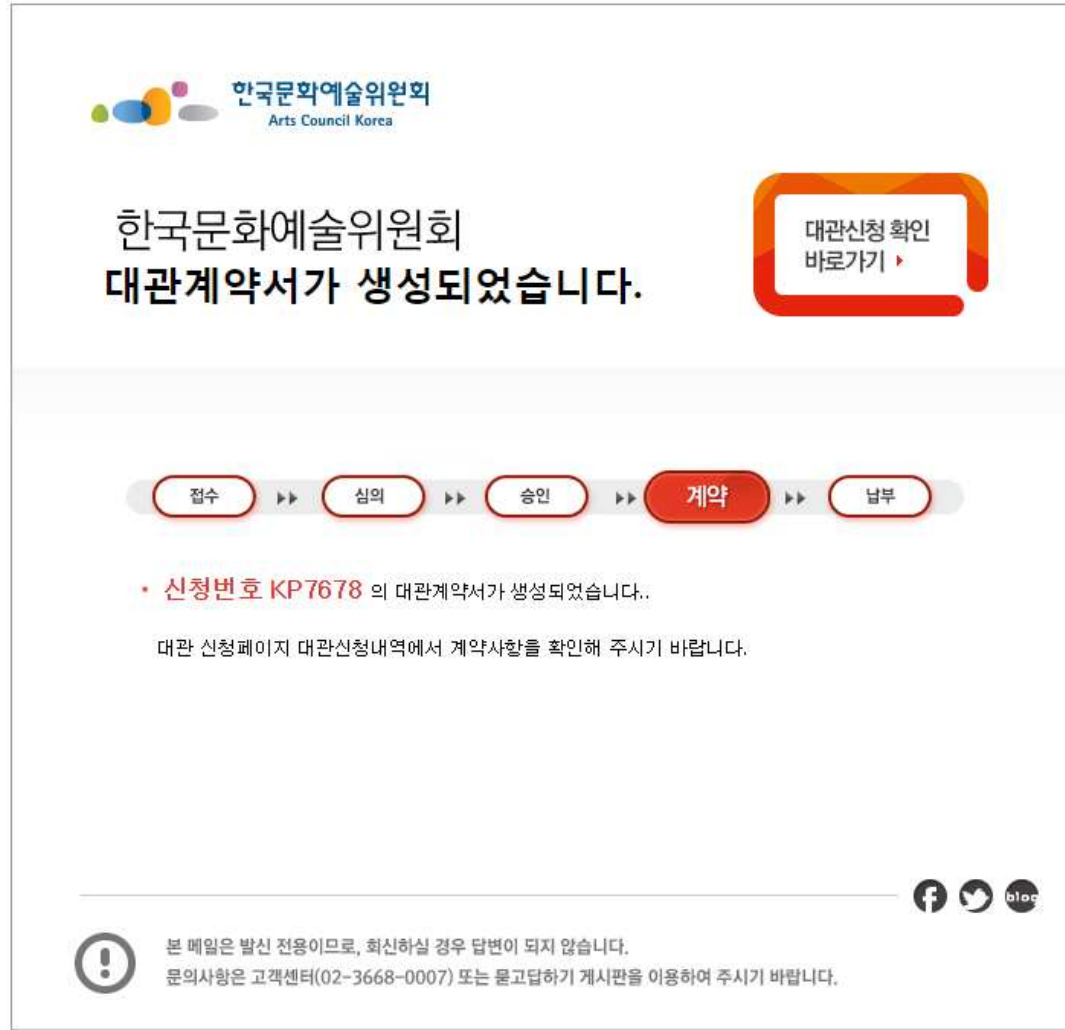 한국문화예술위원회
Arts Council Korea
한국문화예술위원회
대관계약서가 생성되었습니다.
대관신청 확인
바로가기
접수
심의
승인
계약
납부
신청번호 KP7678 의 대관계약서가 생성되었습니다..
대관 신청페이지 대관신청내역에서 계약사항을 확인해 주시기 바랍니다.
blog
본 메일은 발신 전용이므로, 회신하실 경우 답변이 되지 않습니다.
문의사항은 고객센터(02-3668-0007) 또는 묻고답하기 게시판을 이용하여 주시기 바랍니다.